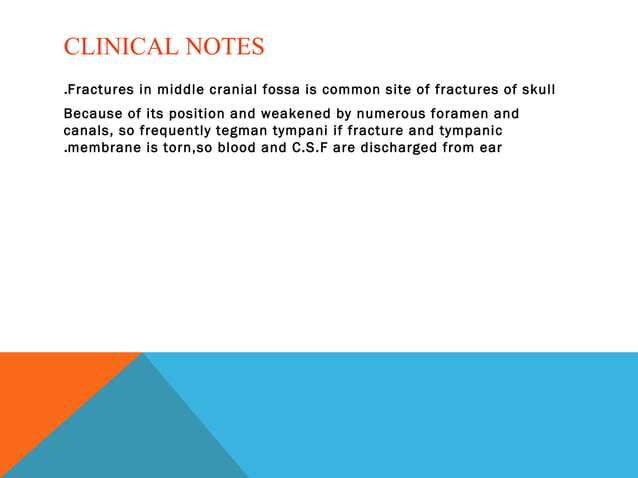 CLINICAL NOTES
.Fractures in middle cranial fossa is common site of fractures of skull
Because of its position and weakened by numerous foramen and
canals, so frequently tegman tympani if fracture and tympanic
.membrane is torn,so blood and C.S.F are discharged from ear